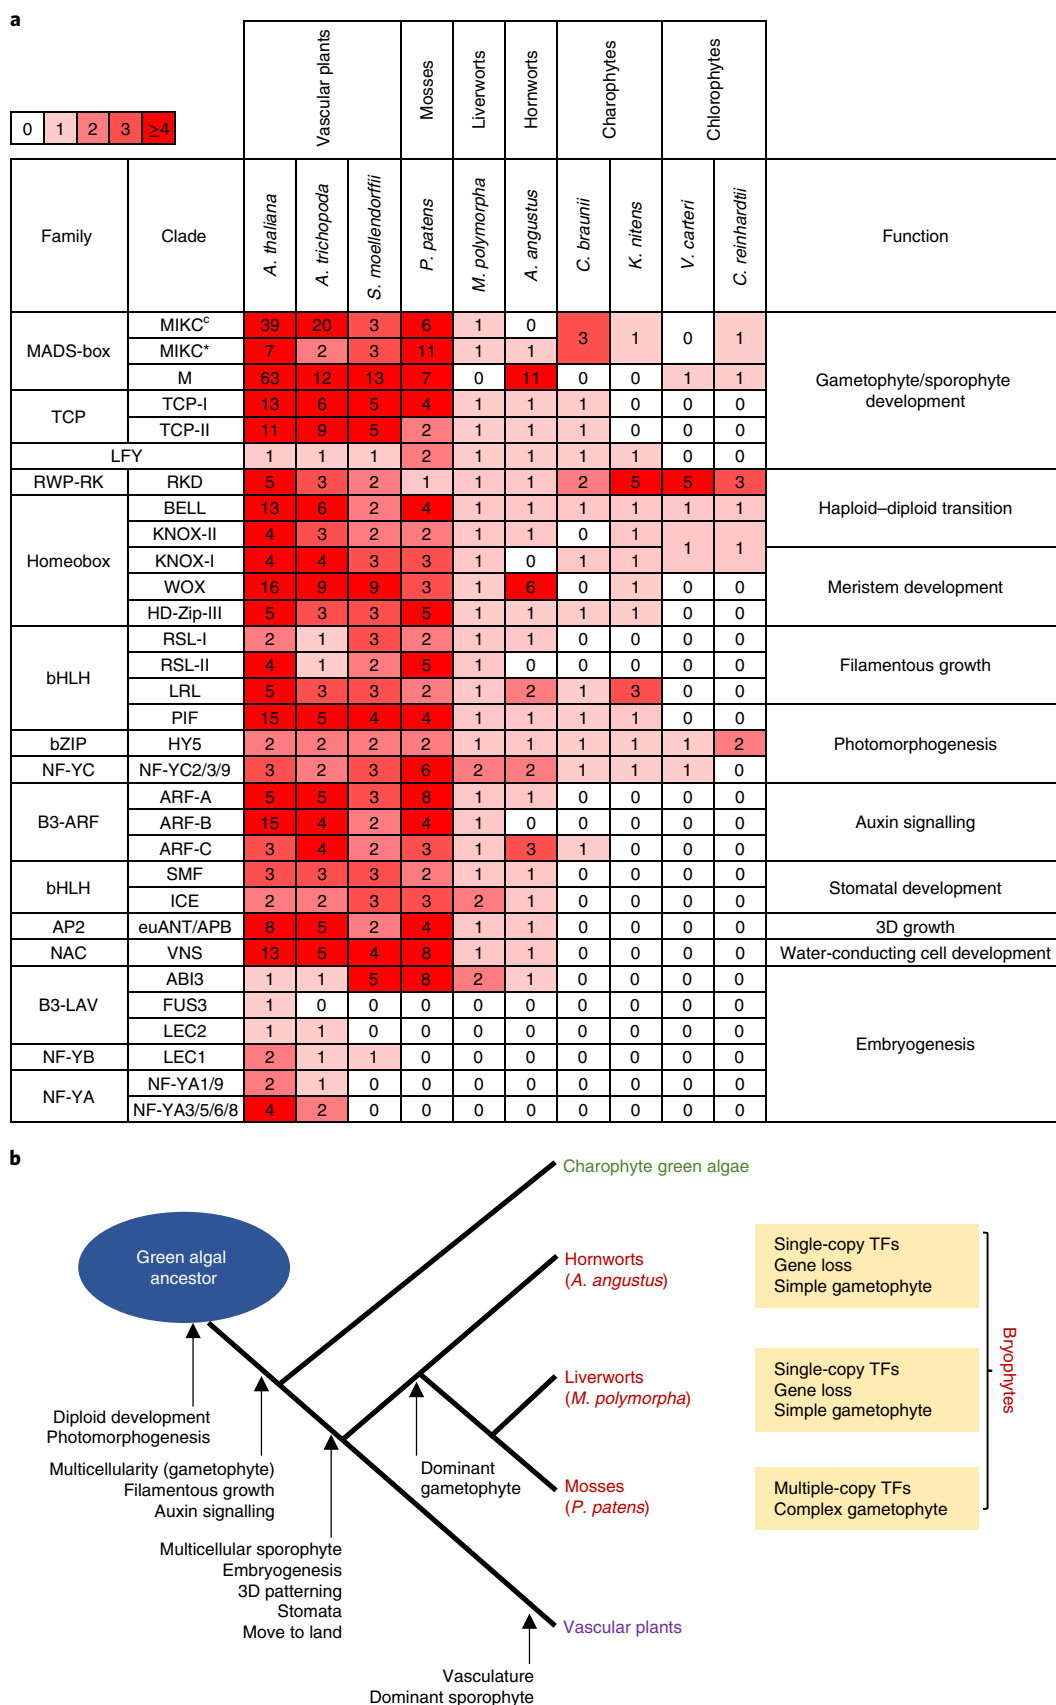 a
0 1 2 3 ≥4
Vascular plants
Mosses
Liverworts
Hornworts
Charophytes
Chlorophytes
Family Clade A. thaliana A. trichopoda S. moellendorffii P. patens M. polymorpha A. angustus C. braunii K. nitens V. carteri C. reinhardtii Function
MADS-box
MIKCᶜ 39 20 3 6 1 0 3 1 0 1
MIKC* 7 2 3 11 1 1
M 63 12 13 7 0 11 0 0 1 1
Gametophyte/sporophyte
development
TCP
TCP-I 13 6 5 4 1 1 1 0 0 0
TCP-II 11 9 5 2 1 1 1 0 0 0
LFY 1 1 1 2 1 1 1 1 0 0
RWP-RK RKD 5 3 2 1 1 1 2 5 5 3
Haploid–diploid transition
Homeobox
BELL 13 6 2 4 1 1 1 1 1 1
KNOX-II 4 3 2 2 1 1 0 1 1 1
KNOX-I 4 4 3 3 1 0 1 1
Meristem development
WOX 16 9 9 3 1 6 0 1 0 0
HD-Zip-III 5 3 3 5 1 1 1 1 0 0
bHLH
RSL-I 2 1 3 2 1 1 0 0 0 0
RSL-II 4 1 2 5 1 0 0 0 0 0
Filamentous growth
LRL 5 3 3 2 1 2 1 3 0 0
PIF 15 5 4 4 1 1 1 1 0 0
bZIP HY5 2 2 2 2 1 1 1 1 1 2
Photomorphogenesis
NF-YC NF-YC2/3/9 3 2 3 6 2 2 1 1 1 0
B3-ARF
ARF-A 5 5 3 8 1 1 0 0 0 0
ARF-B 15 4 2 4 1 0 0 0 0 0
Auxin signalling
ARF-C 3 4 2 3 1 3 1 0 0 0
bHLH
SMF 3 3 3 2 1 1 0 0 0 0
Stomatal development
ICE 2 2 3 3 2 1 0 0 0 0
AP2 euANT/APB 8 5 2 4 1 1 0 0 0 0 3D growth
NAC VNS 13 5 4 8 1 1 0 0 0 0 Water-conducting cell development
B3-LAV
ABI3 1 1 5 8 2 1 0 0 0 0
FUS3 1 0 0 0 0 0 0 0 0 0
LEC2 1 1 0 0 0 0 0 0 0 0
Embryogenesis
NF-YB LEC1 2 1 1 0 0 0 0 0 0 0
NF-YA
NF-YA1/9 2 1 0 0 0 0 0 0 0 0
NF-YA3/5/6/8 4 2 0 0 0 0 0 0 0 0
b
Charophyte green algae
Green algal
ancestor
Hornworts
(A. angustus)
Single-copy TFs
Gene loss
Simple gametophyte
Liverworts
(M. polymorpha)
Single-copy TFs
Gene loss
Simple gametophyte
Bryophytes
Diploid development
Photomorphogenesis
Multicellularity (gametophyte)
Filamentous growth
Auxin signalling
Dominant
gametophyte
Mosses
(P. patens)
Multiple-copy TFs
Complex gametophyte
Multicellular sporophyte
Embryogenesis
3D patterning
Stomata
Move to land
Vascular plants
Vasculature
Dominant sporophyte